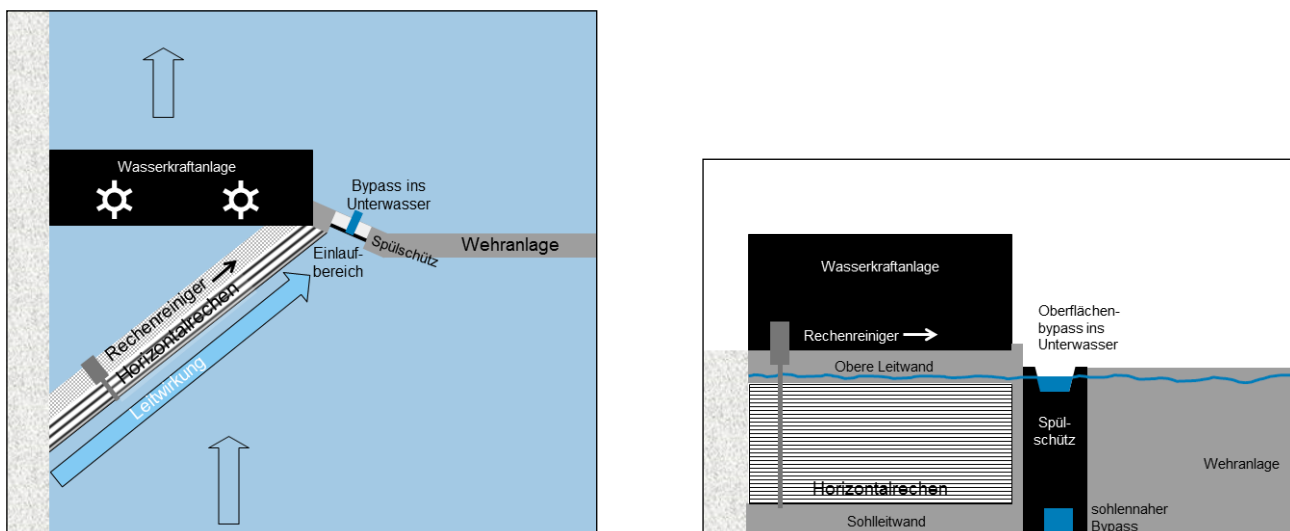 Wasserkraftanlage
Bypass ins
Unterwasser
Spülschütz
Wehranlage
Einlauf-
bereich
Rechenreiniger
Horizontalrechen
Leitwirkung
Wasserkraftanlage
Rechenreiniger
Oberflächen-
bypass ins
Unterwasser
Obere Leitwand
Spül-
schütz
Wehranlage
Horizontalrechen
sohlennaher
Bypass
Sohlleitwand